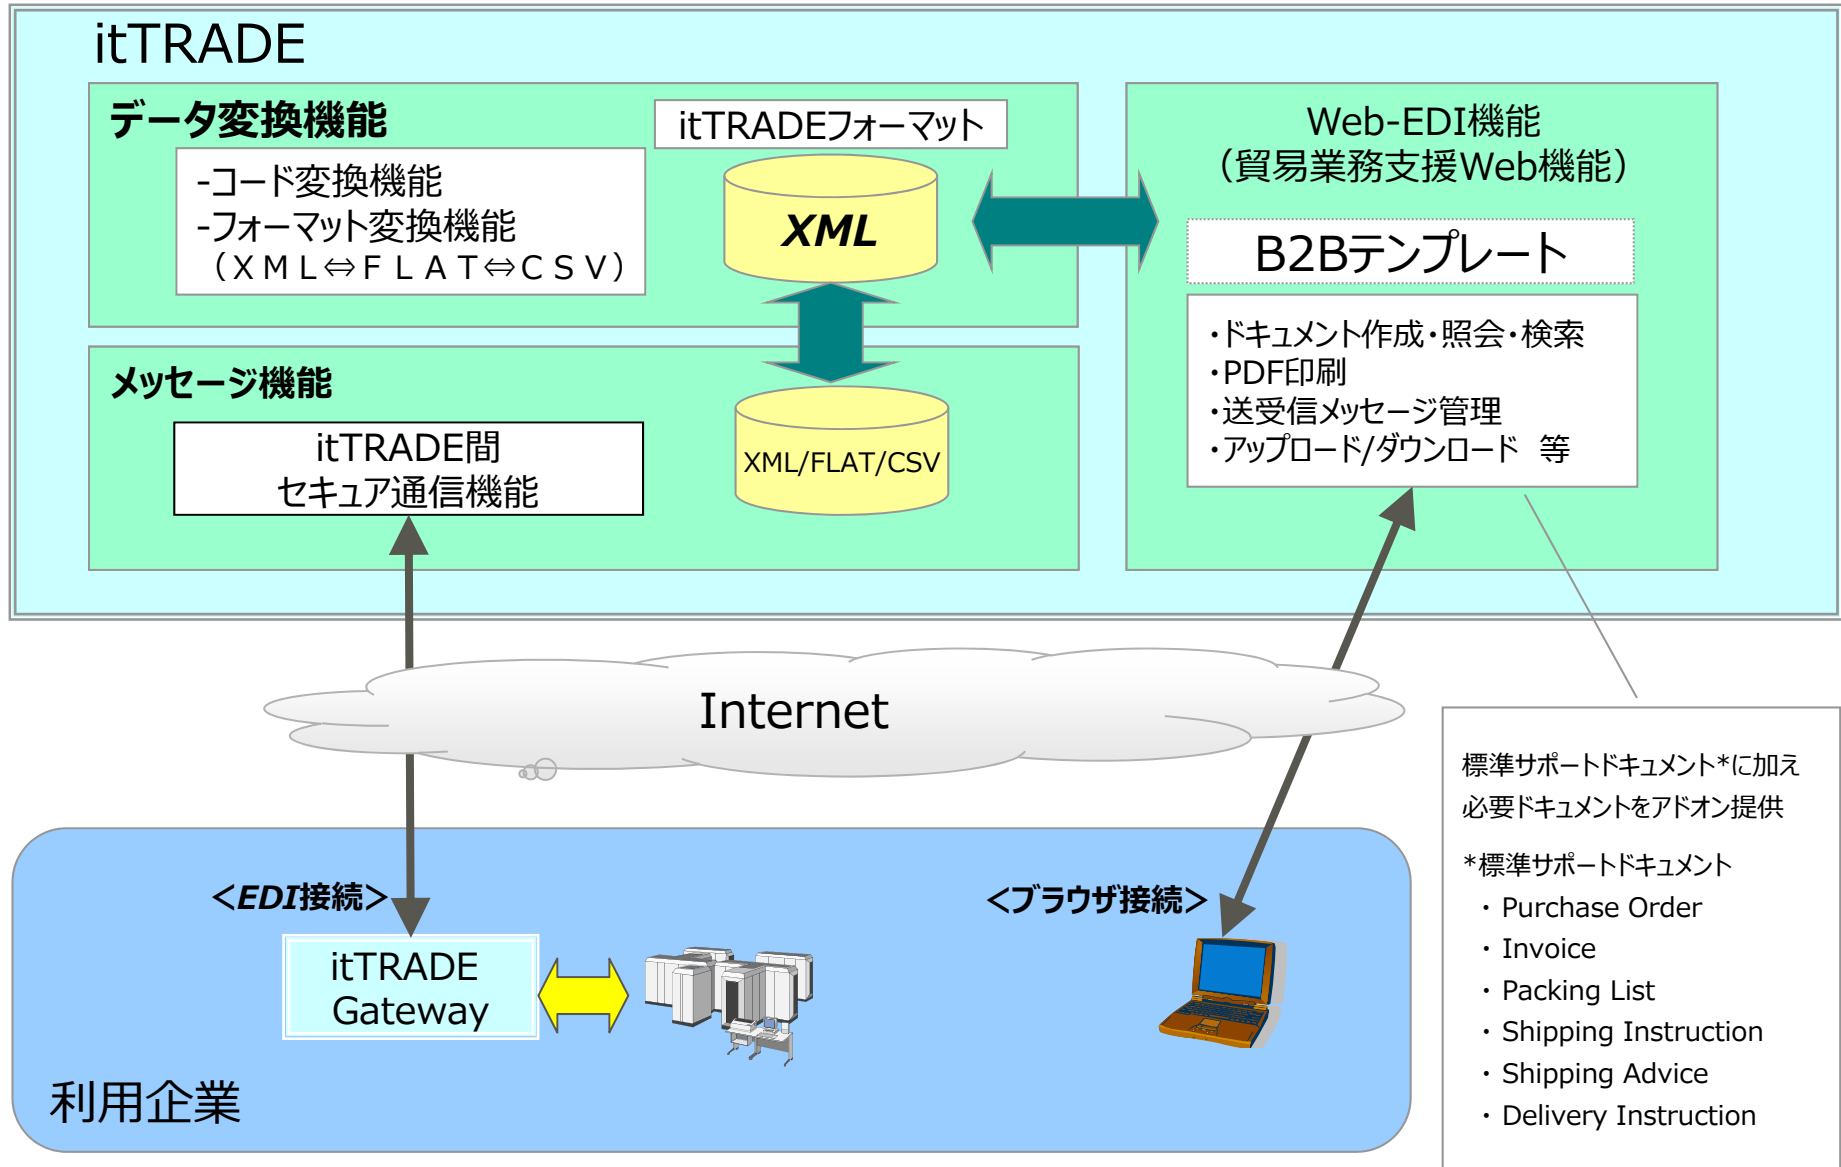 itTRADE
データ変換機能
itTRADEフォーマット
-コード変換機能
-フォーマット変換機能
（ＸＭＬ⇔ＦＬＡＴ⇔ＣＳＶ）
XML
Web-EDI機能
（貿易業務支援Web機能）
B2Bテンプレート
・ドキュメント作成・照会・検索
・PDF印刷
・送受信メッセージ管理
・アップロード/ダウンロード　等
メッセージ機能
itTRADE間
セキュア通信機能
XML/FLAT/CSV
Internet
標準サポートドキュメント*に加え
必要ドキュメントをアドオン提供
*標準サポートドキュメント
・ Purchase Order
・ Invoice
・ Packing List
・ Shipping Instruction
・ Shipping Advice
・ Delivery Instruction
＜EDI接続＞
＜ブラウザ接続＞
itTRADE
Gateway
利用企業